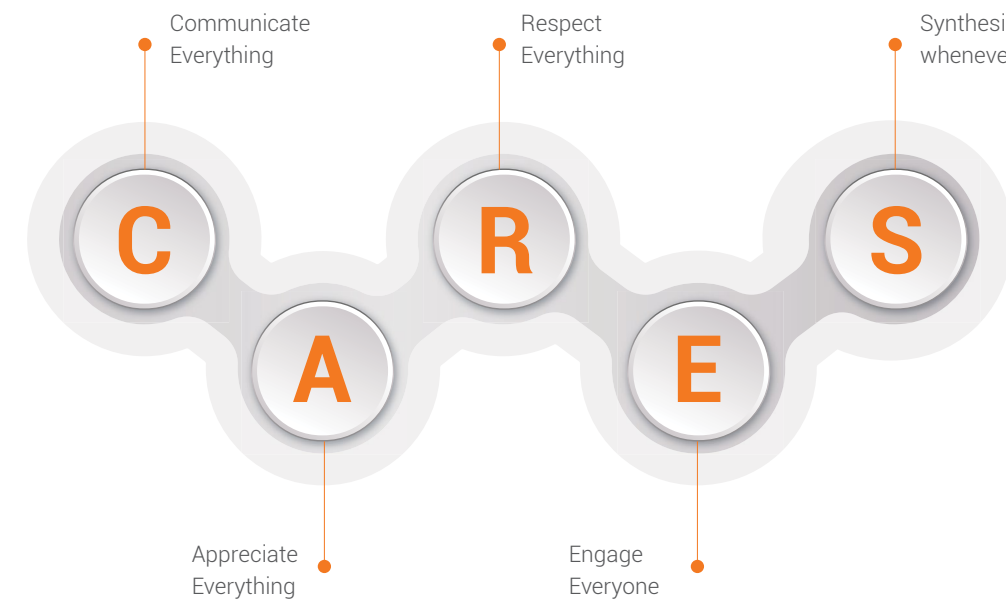 Communicate
Everything
Respect
Everything
C
A
R
E
S
Appreciate
Everything
Engage
Everyone